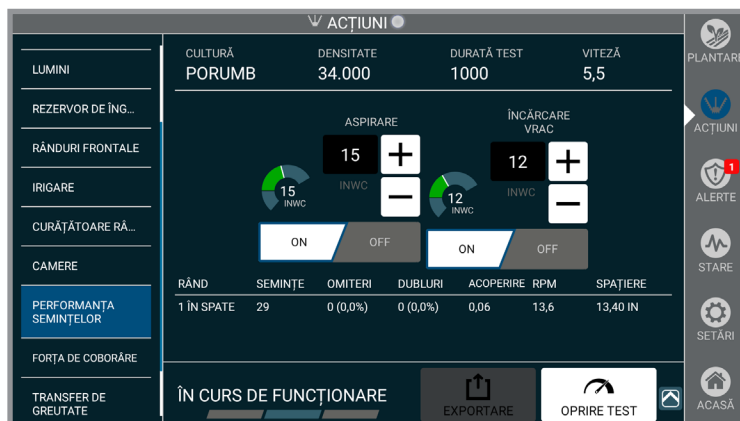 ACȚIUNI
LUMINI
REZERVOR DE ÎNG...
RÂNDURI FRONTALE
IRIGARE
CURĂȚĂTOARE RÂ...
CAMERE
PERFORMANȚA
SEMINȚELOR
FORȚA DE COBORÂRE
TRANSFER DE
GREUTATE
CULTURĂ DENSITATE DURATĂ TEST VITEZĂ
PORUMB 34.000 1000 5,5
ASPIRARE
15
INWC
15
INWC
ON OFF
ÎNCĂRCARE
VRAC
12
INWC
12
INWC
ON OFF
RÂND SEMINȚE OMITERI DUBLURI ACOPERIRE RPM SPAȚIERE
1 ÎN SPATE 29 0 (0,0%) 0 (0,0%) 0,06 13,6 13,40 IN
ÎN CURS DE FUNCȚIONARE
EXPORTARE
OPRIRE TEST
PLANTARE
ACȚIUNI
1
ALERTE
STARE
SETĂRI
ACASĂ